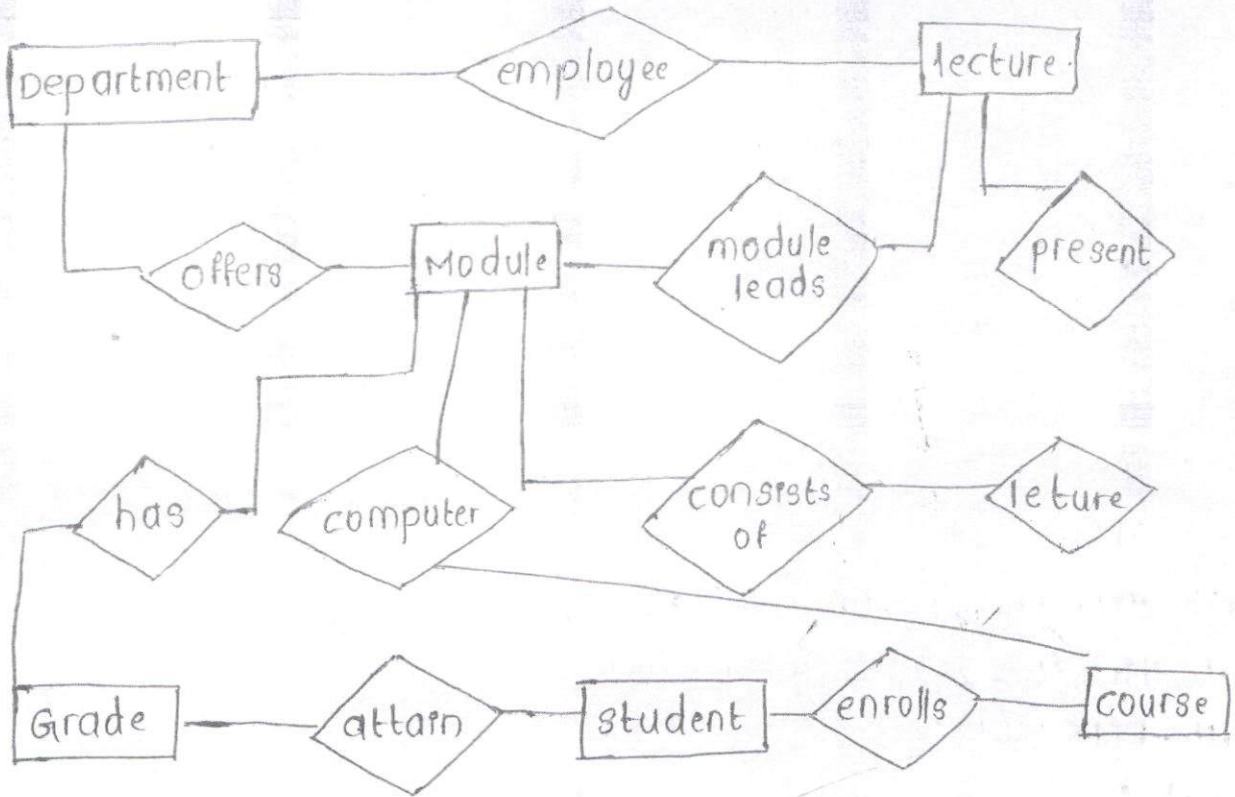 Department
employee
lecture.
offers
Module
module
leads
present
has
computer
consists
of
leture
Grade
attain
student
enrolls
course